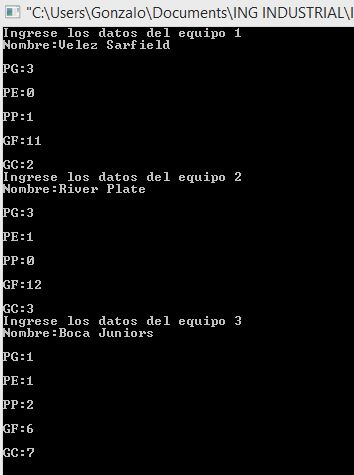 "C:\Users\Gonzalo\Documents\ING INDUSTRIAL\I
Ingrese los datos del equipo 1
Nombre:Velez Sarfield
PG:3
PE:0
PP:1
GF:11
GC:2
Ingrese los datos del equipo 2
Nombre:River Plate
PG:3
PE:1
PP:0
GF:12
GC:3
Ingrese los datos del equipo 3
Nombre:Boca Juniors
PG:1
PE:1
PP:2
GF:6
GC:7